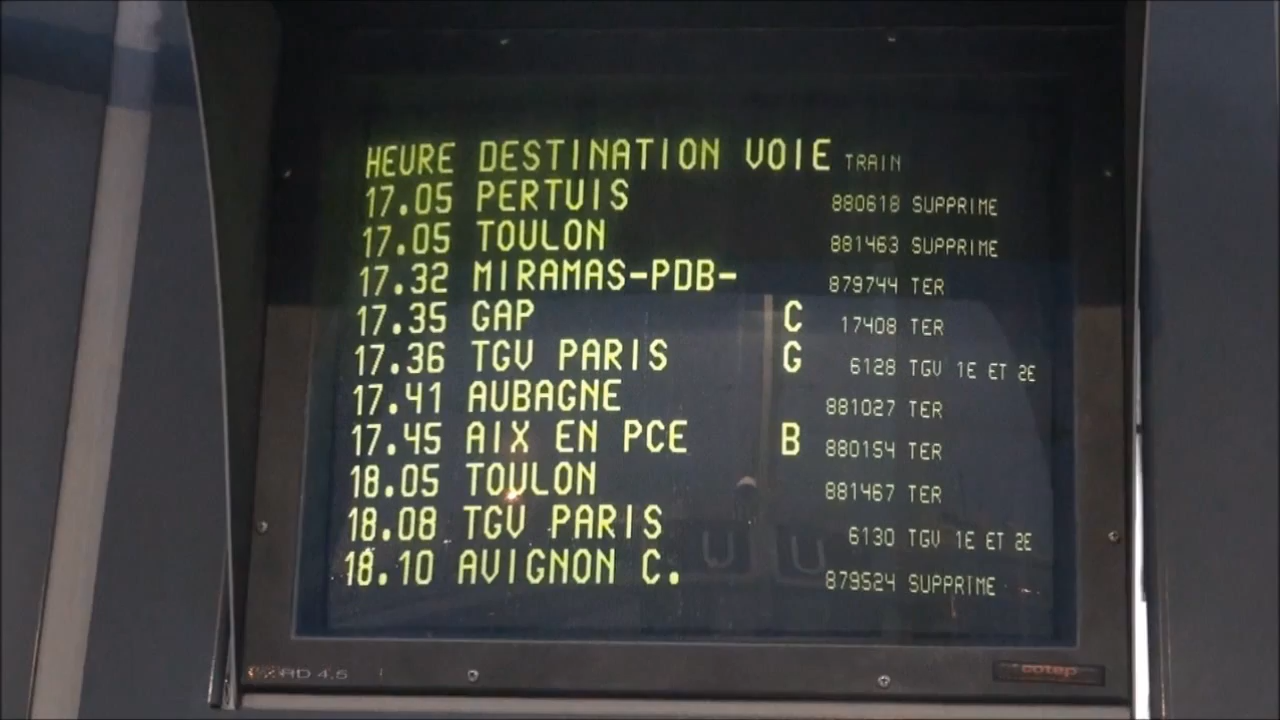 HEURE DESTINATION VOIE TRAIN
17.05 PERTUIS 880618 SUPPRIME
17.05 TOULON 881463 SUPPRIME
17.32 MIRAMAS-PDB- 879744 TER
17.35 GAP C 17408 TER
17.36 TGV PARIS G 6128 TGV 1E ET 2E
17.41 AUBAGNE 881027 TER
17.45 AIX EN PCE B 880154 TER
18.05 TOULON 881467 TER
18.08 TGV PARIS 6130 TGV 1E ET 2E
18.10 AVIGNON C. 879524 SUPPRIME
4.5 cotep